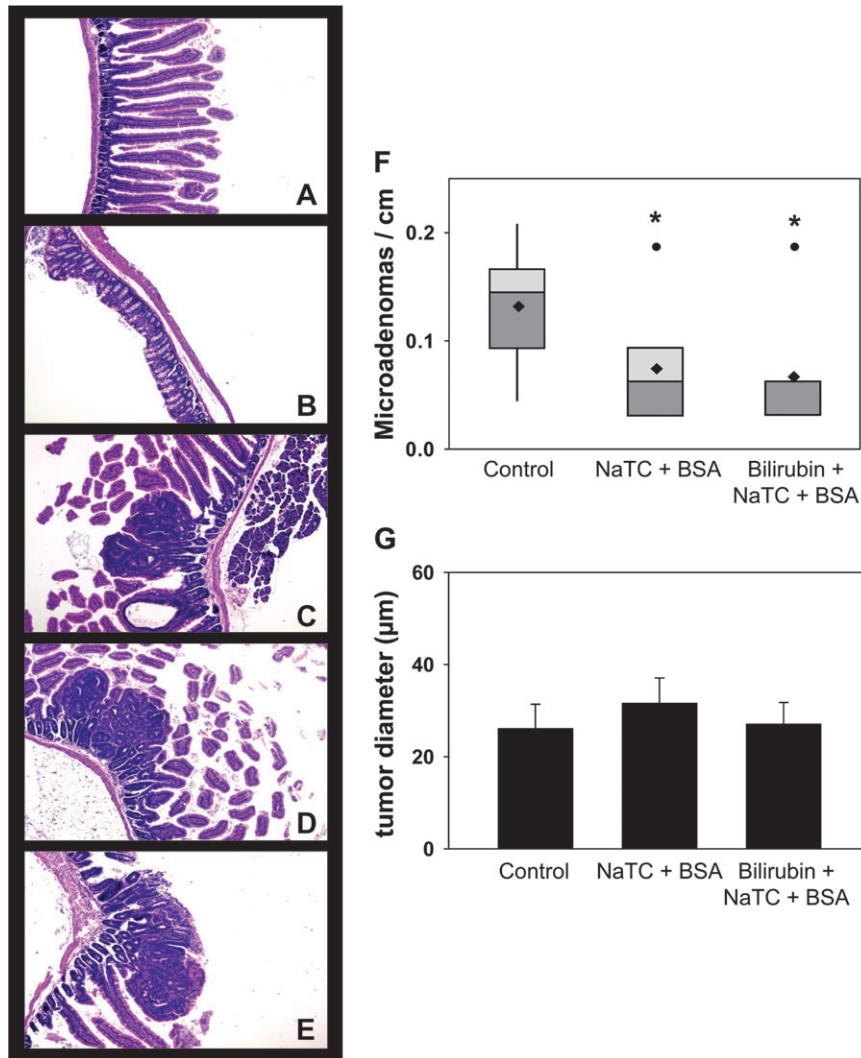 A
B
C
D
E
F
Microadenomas / cm
0.2
0.1
0.0
*
*
Control
NaTC + BSA
Bilirubin +
NaTC + BSA
G
tumor diameter (µm)
60
40
20
0
Control
NaTC + BSA
Bilirubin +
NaTC + BSA